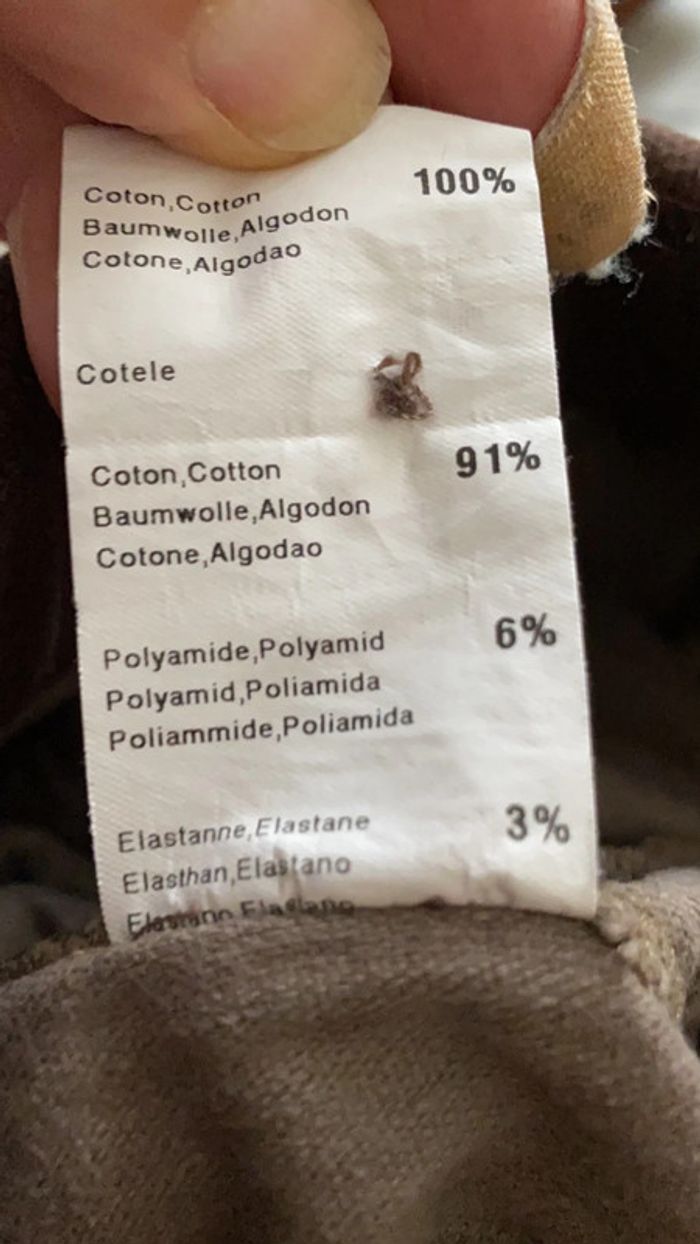 Coton,Cotton 100%
Baumwolle,Algodon
Cotone,Algodao
Cotele
Coton,Cotton 91%
Baumwolle,Algodon
Cotone,Algodao
Polyamide,Polyamid 6%
Polyamid,Poliamida
Poliammide,Poliamida
Elastanne,Elastane 3%
Elasthan,Elastano